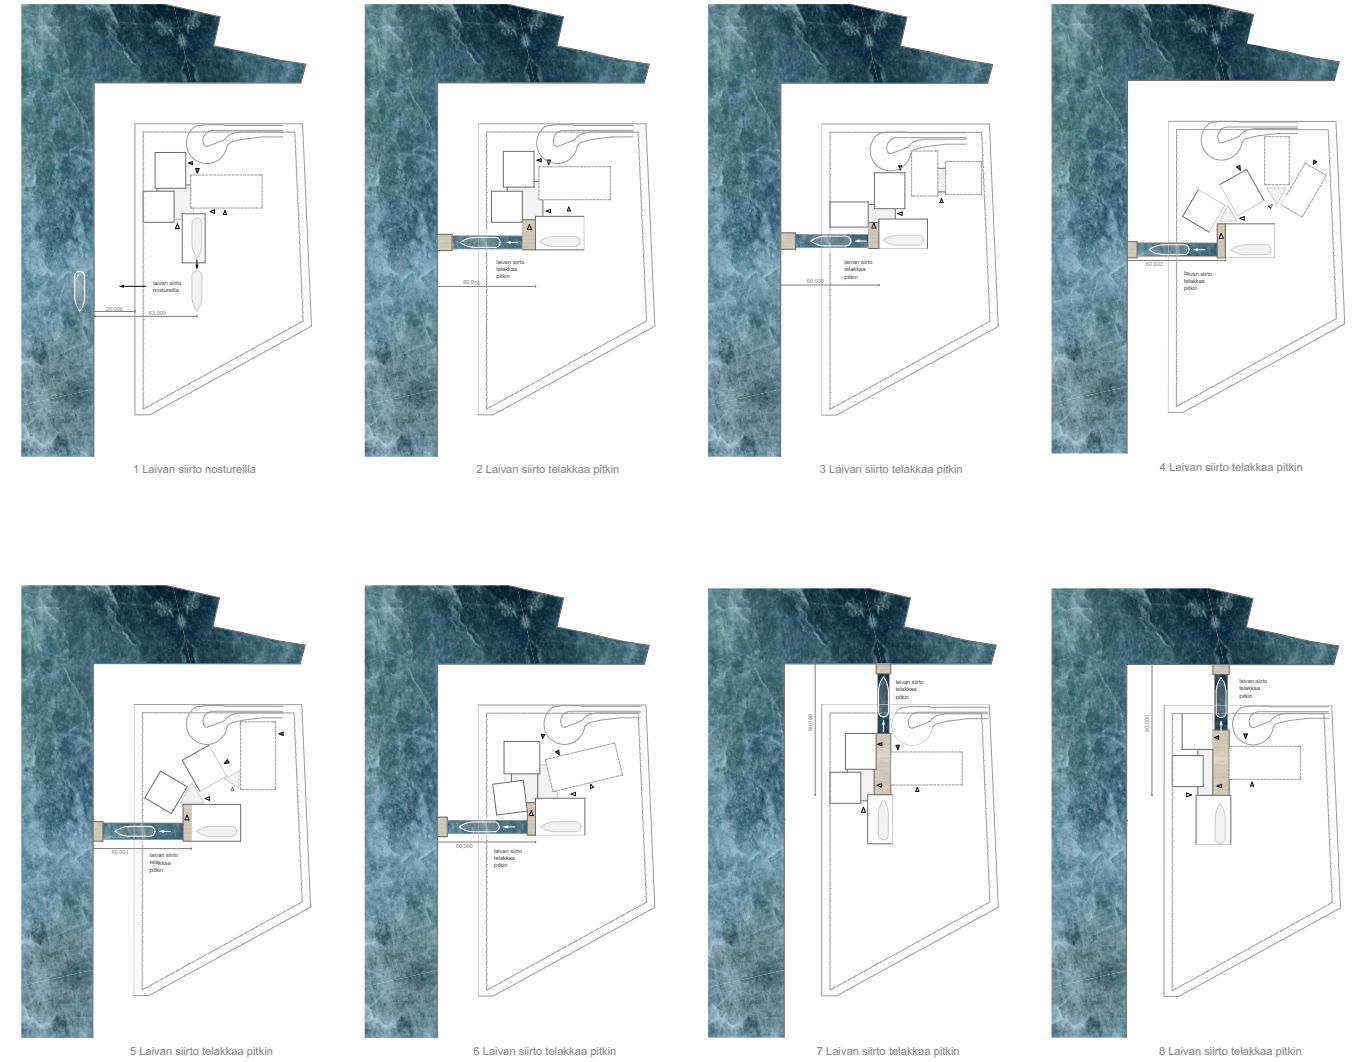 laivan siirto
nostureilla
25,000
63,000
1 Laivan siirto nostureilla
laivan siirto
telakkaa
pitkin
60,000
2 Laivan siirto telakkaa pitkin
laivan siirto
telakkaa
pitkin
60,000
3 Laivan siirto telakkaa pitkin
60,003
laivan siirto
telakkaa
pitkin
4 Laivan siirto telakkaa pitkin
60,001
laivan siirto
telakkaa
pitkin
5 Laivan siirto telakkaa pitkin
60,000
laivan siirto
telakkaa
pitkin
6 Laivan siirto telakkaa pitkin
laivan siirto
telakkaa
pitkin
80,000
7 Laivan siirto telakkaa pitkin
laivan siirto
telakkaa
pitkin
80,000
8 Laivan siirto telakkaa pitkin